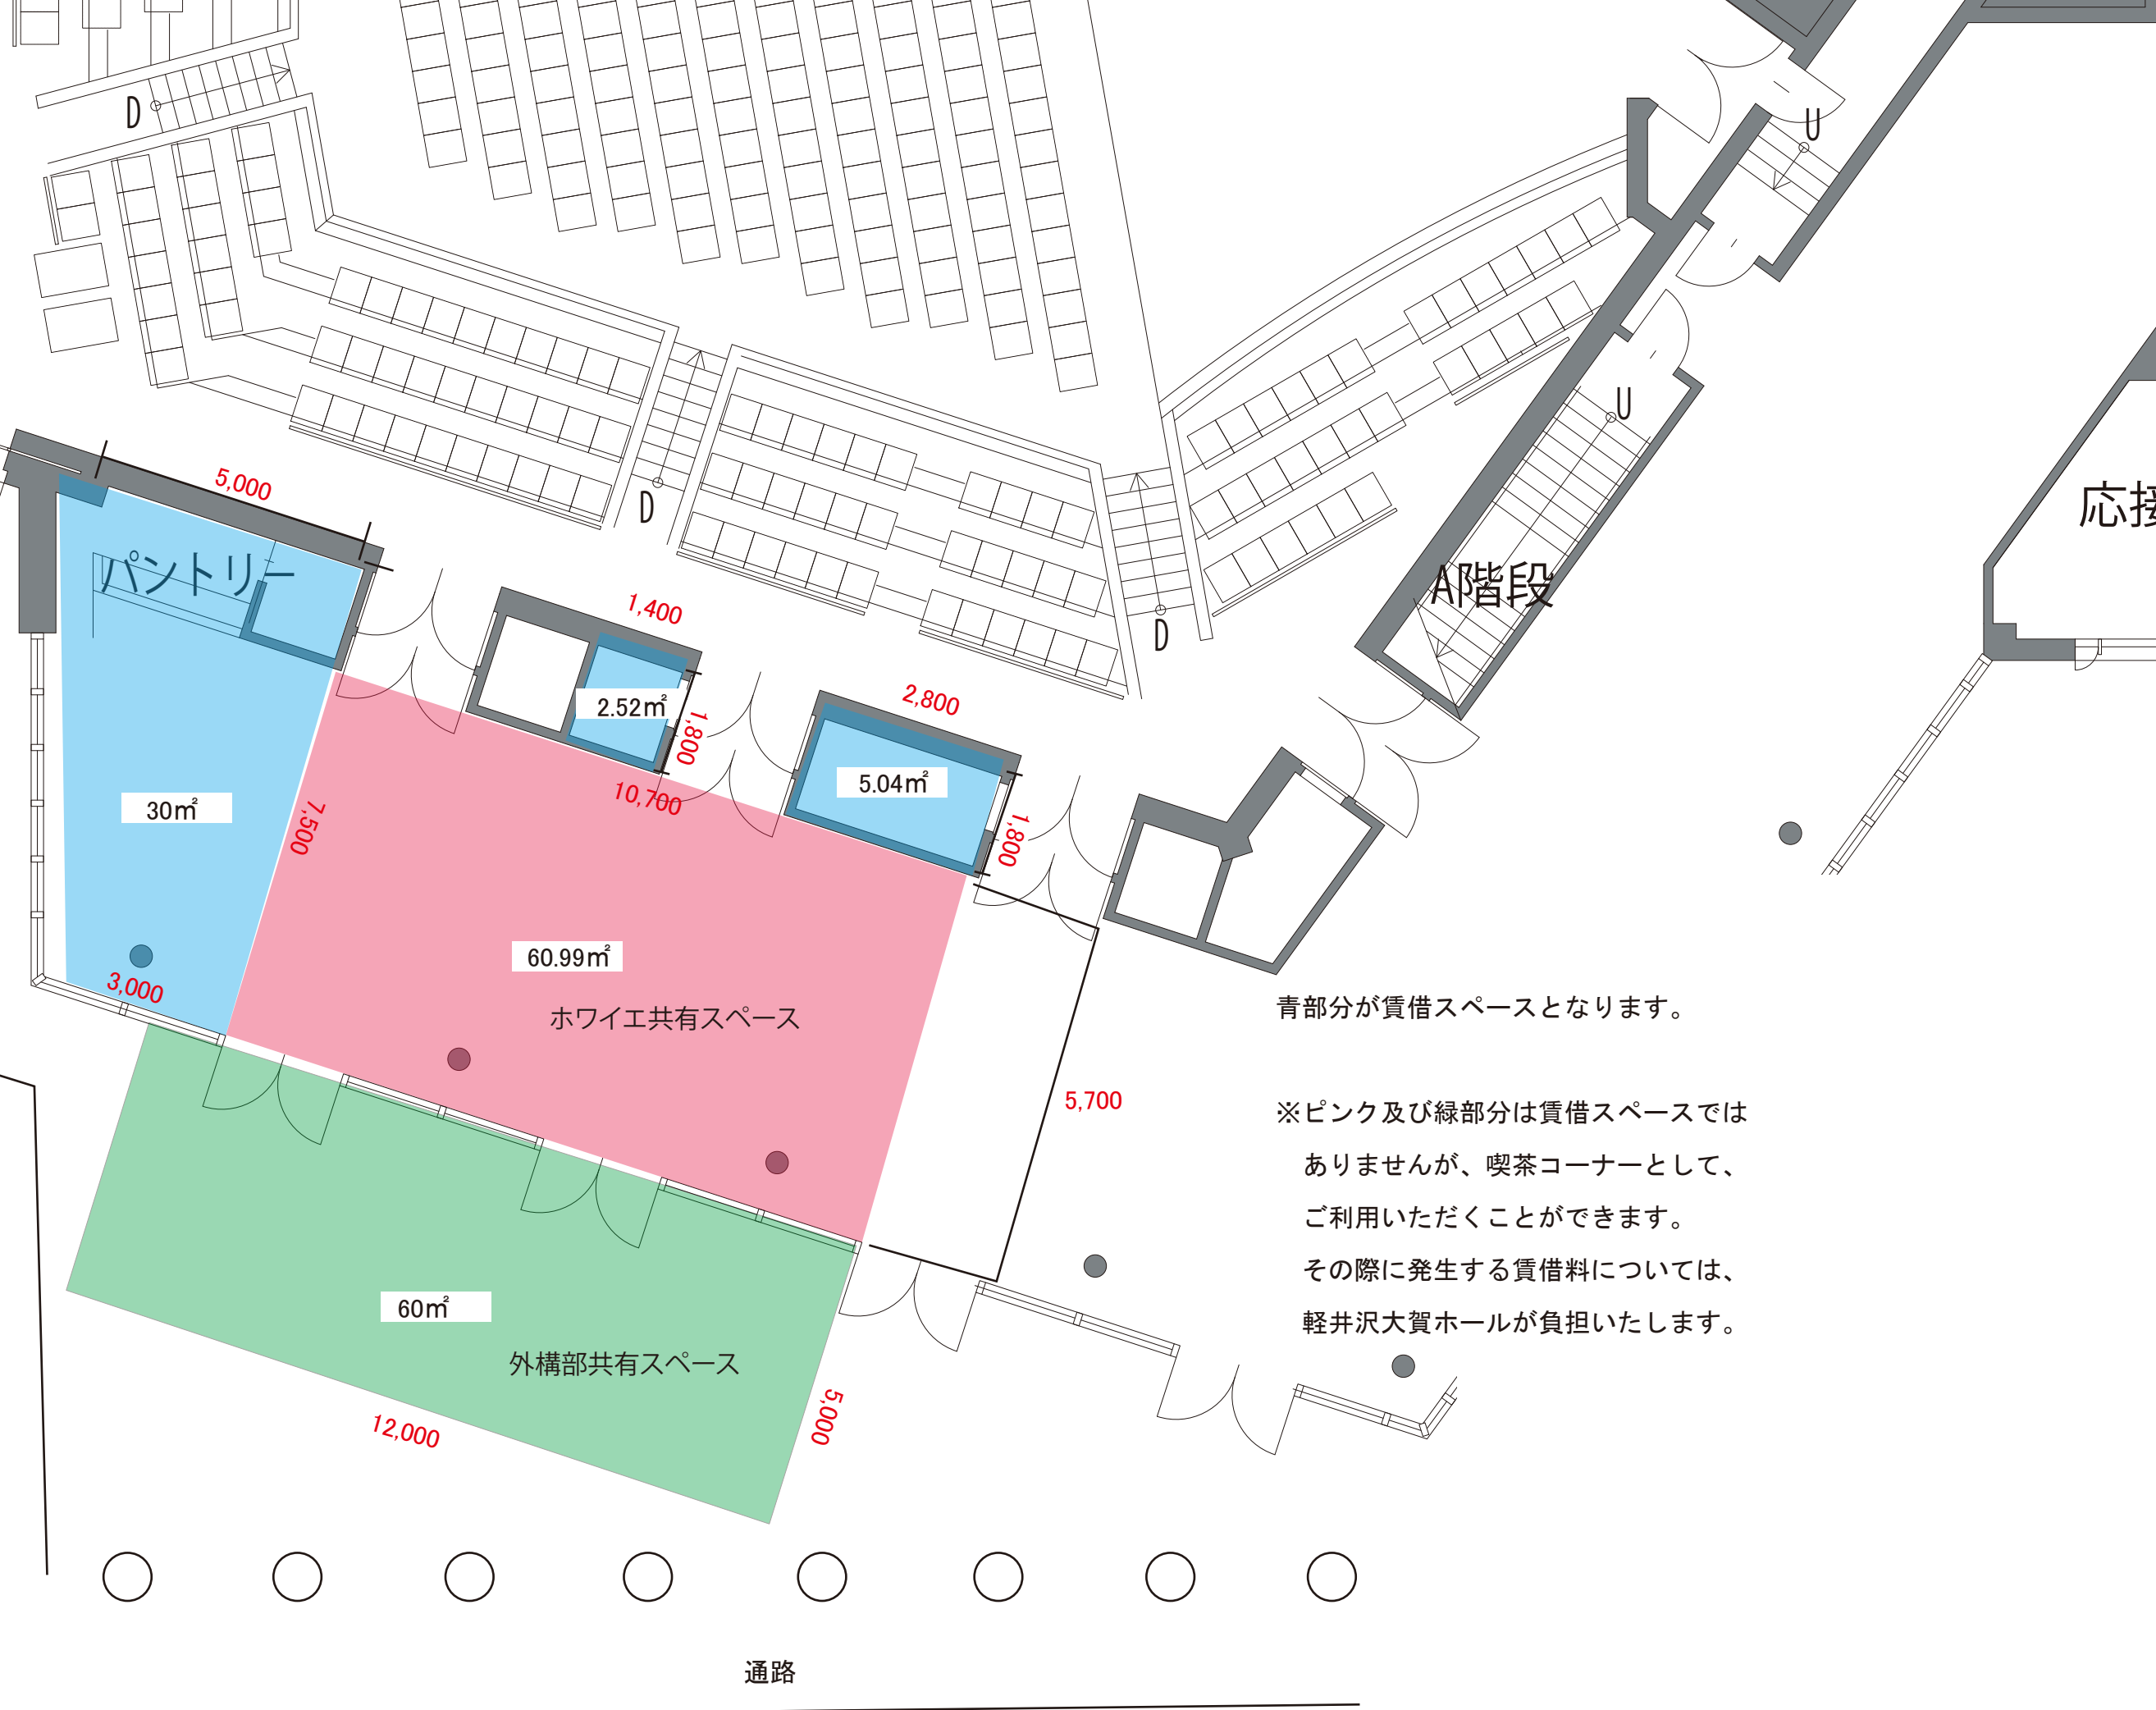 D
U
5,000
U
応接
D
パントリー
A階段
1,400
D
2.52㎡
1,800
2,800
30㎡
7,500
10,700
5.04㎡
1,800
60.99㎡
3,000
ホワイエ共有スペース
5,700
60㎡
外構部共有スペース
12,000
5,000
青部分が賃借スペースとなります。
※ピンク及び緑部分は賃借スペースでは
ありませんが、喫茶コーナーとして、
ご利用いただくことができます。
その際に発生する賃借料については、
軽井沢大賀ホールが負担いたします。
通路